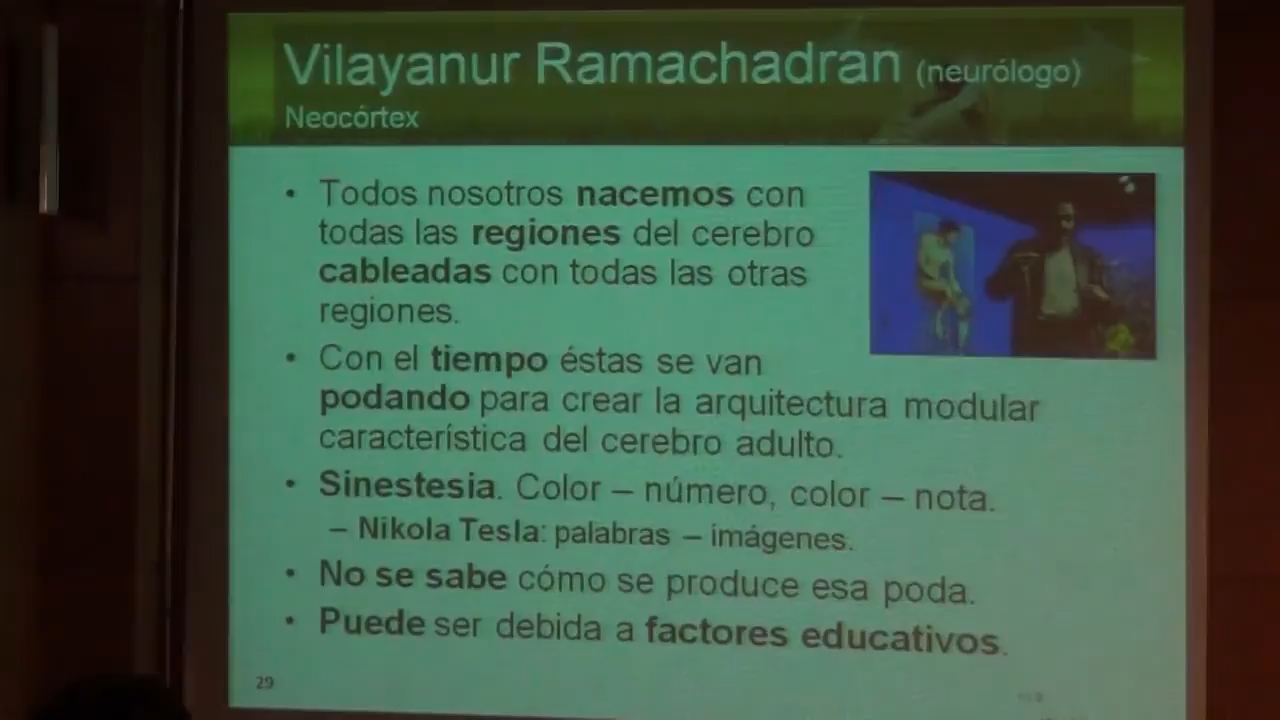 Vilayanur Ramachadran (neurólogo)
Neocórtex
• Todos nosotros nacemos con
todas las regiones del cerebro
cableadas con todas las otras
regiones.
• Con el tiempo éstas se van
podando para crear la arquitectura modular
característica del cerebro adulto.
• Sinestesia. Color – número, color – nota.
– Nikola Tesla: palabras – imágenes.
• No se sabe cómo se produce esa poda.
• Puede ser debida a factores educativos.
29